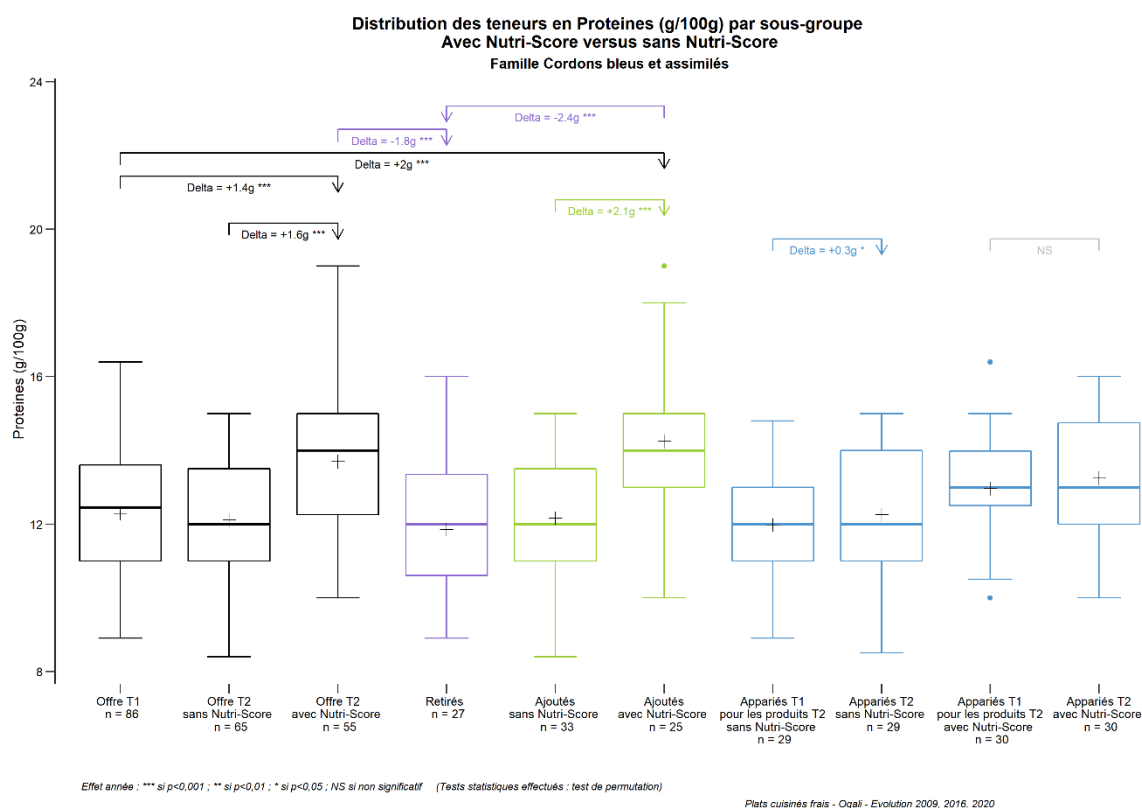 Distribution des teneurs en Proteines (g/100g) par sous-groupe
Avec Nutri-Score versus sans Nutri-Score
Famille Cordons bleus et assimilés
Proteines (g/100g)
24
20
16
12
8
Delta = -2.4g ***
Delta = -1.8g ***
Delta = +2g ***
Delta = +1.4g ***
Delta = +2.1g ***
Delta = +1.6g ***
Delta = +0.3g *
NS
Offre T1
n = 86
Offre T2
sans Nutri-Score
n = 65
Offre T2
avec Nutri-Score
n = 55
Retirés
n = 27
Ajoutés
sans Nutri-Score
n = 33
Ajoutés
avec Nutri-Score
n = 25
Appariés T1
pour les produits T2
sans Nutri-Score
n = 29
Appariés T2
sans Nutri-Score
n = 29
Appariés T1
pour les produits T2
avec Nutri-Score
n = 30
Appariés T2
avec Nutri-Score
n = 30
Effet année : *** si p<0,001 ; ** si p<0,01 ; * si p<0,05 ; NS si non significatif (Tests statistiques effectués : test de permutation)
Plats cuisinés frais - Oqali - Evolution 2009, 2016, 2020